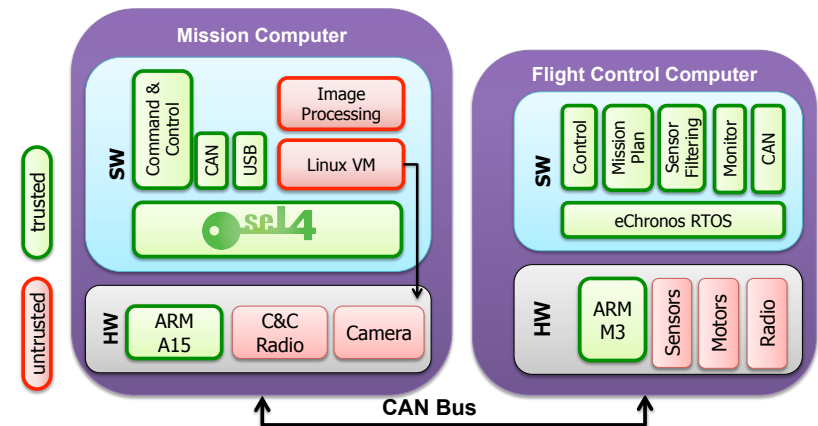 Mission Computer
SW
Command &
Control
CAN
USB
Image
Processing
Linux VM
seL4
HW
ARM
A15
C&C
Radio
Camera
Flight Control Computer
SW
Control
Mission
Plan
Sensor
Filtering
Monitor
CAN
eChronos RTOS
HW
ARM
M3
Sensors
Motors
Radio
trusted
untrusted
CAN Bus